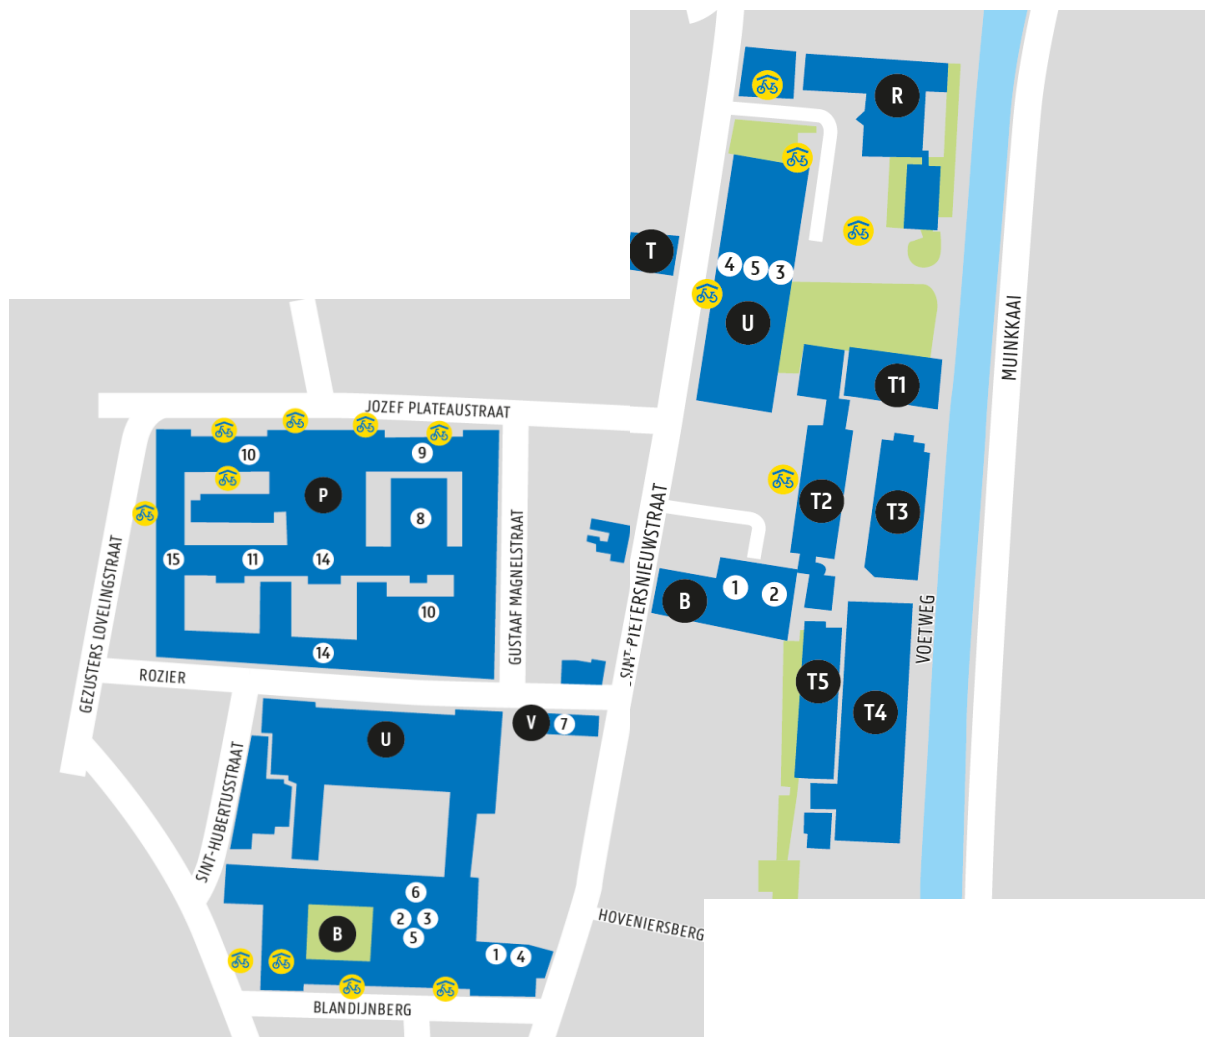 R
T
4 5 3
U
MUINKKAAI
T1
JOZEF PLATEAUSTRAAT
10
9
P
T2
8
T3
SINT-PIETERSNIEUWSTRAAT
GUSTAAF MAGNELSTRAAT
GEZUSTERS LOVELINGSTRAAT
15
11
14
1
2
B
10
VOETWEG
14
ROZIER
T5
T4
V
7
U
SINT-HUBERTUSSTRAAT
6
2 3
B
5
HOVENIERSBERG
1 4
BLANDIJNBERG